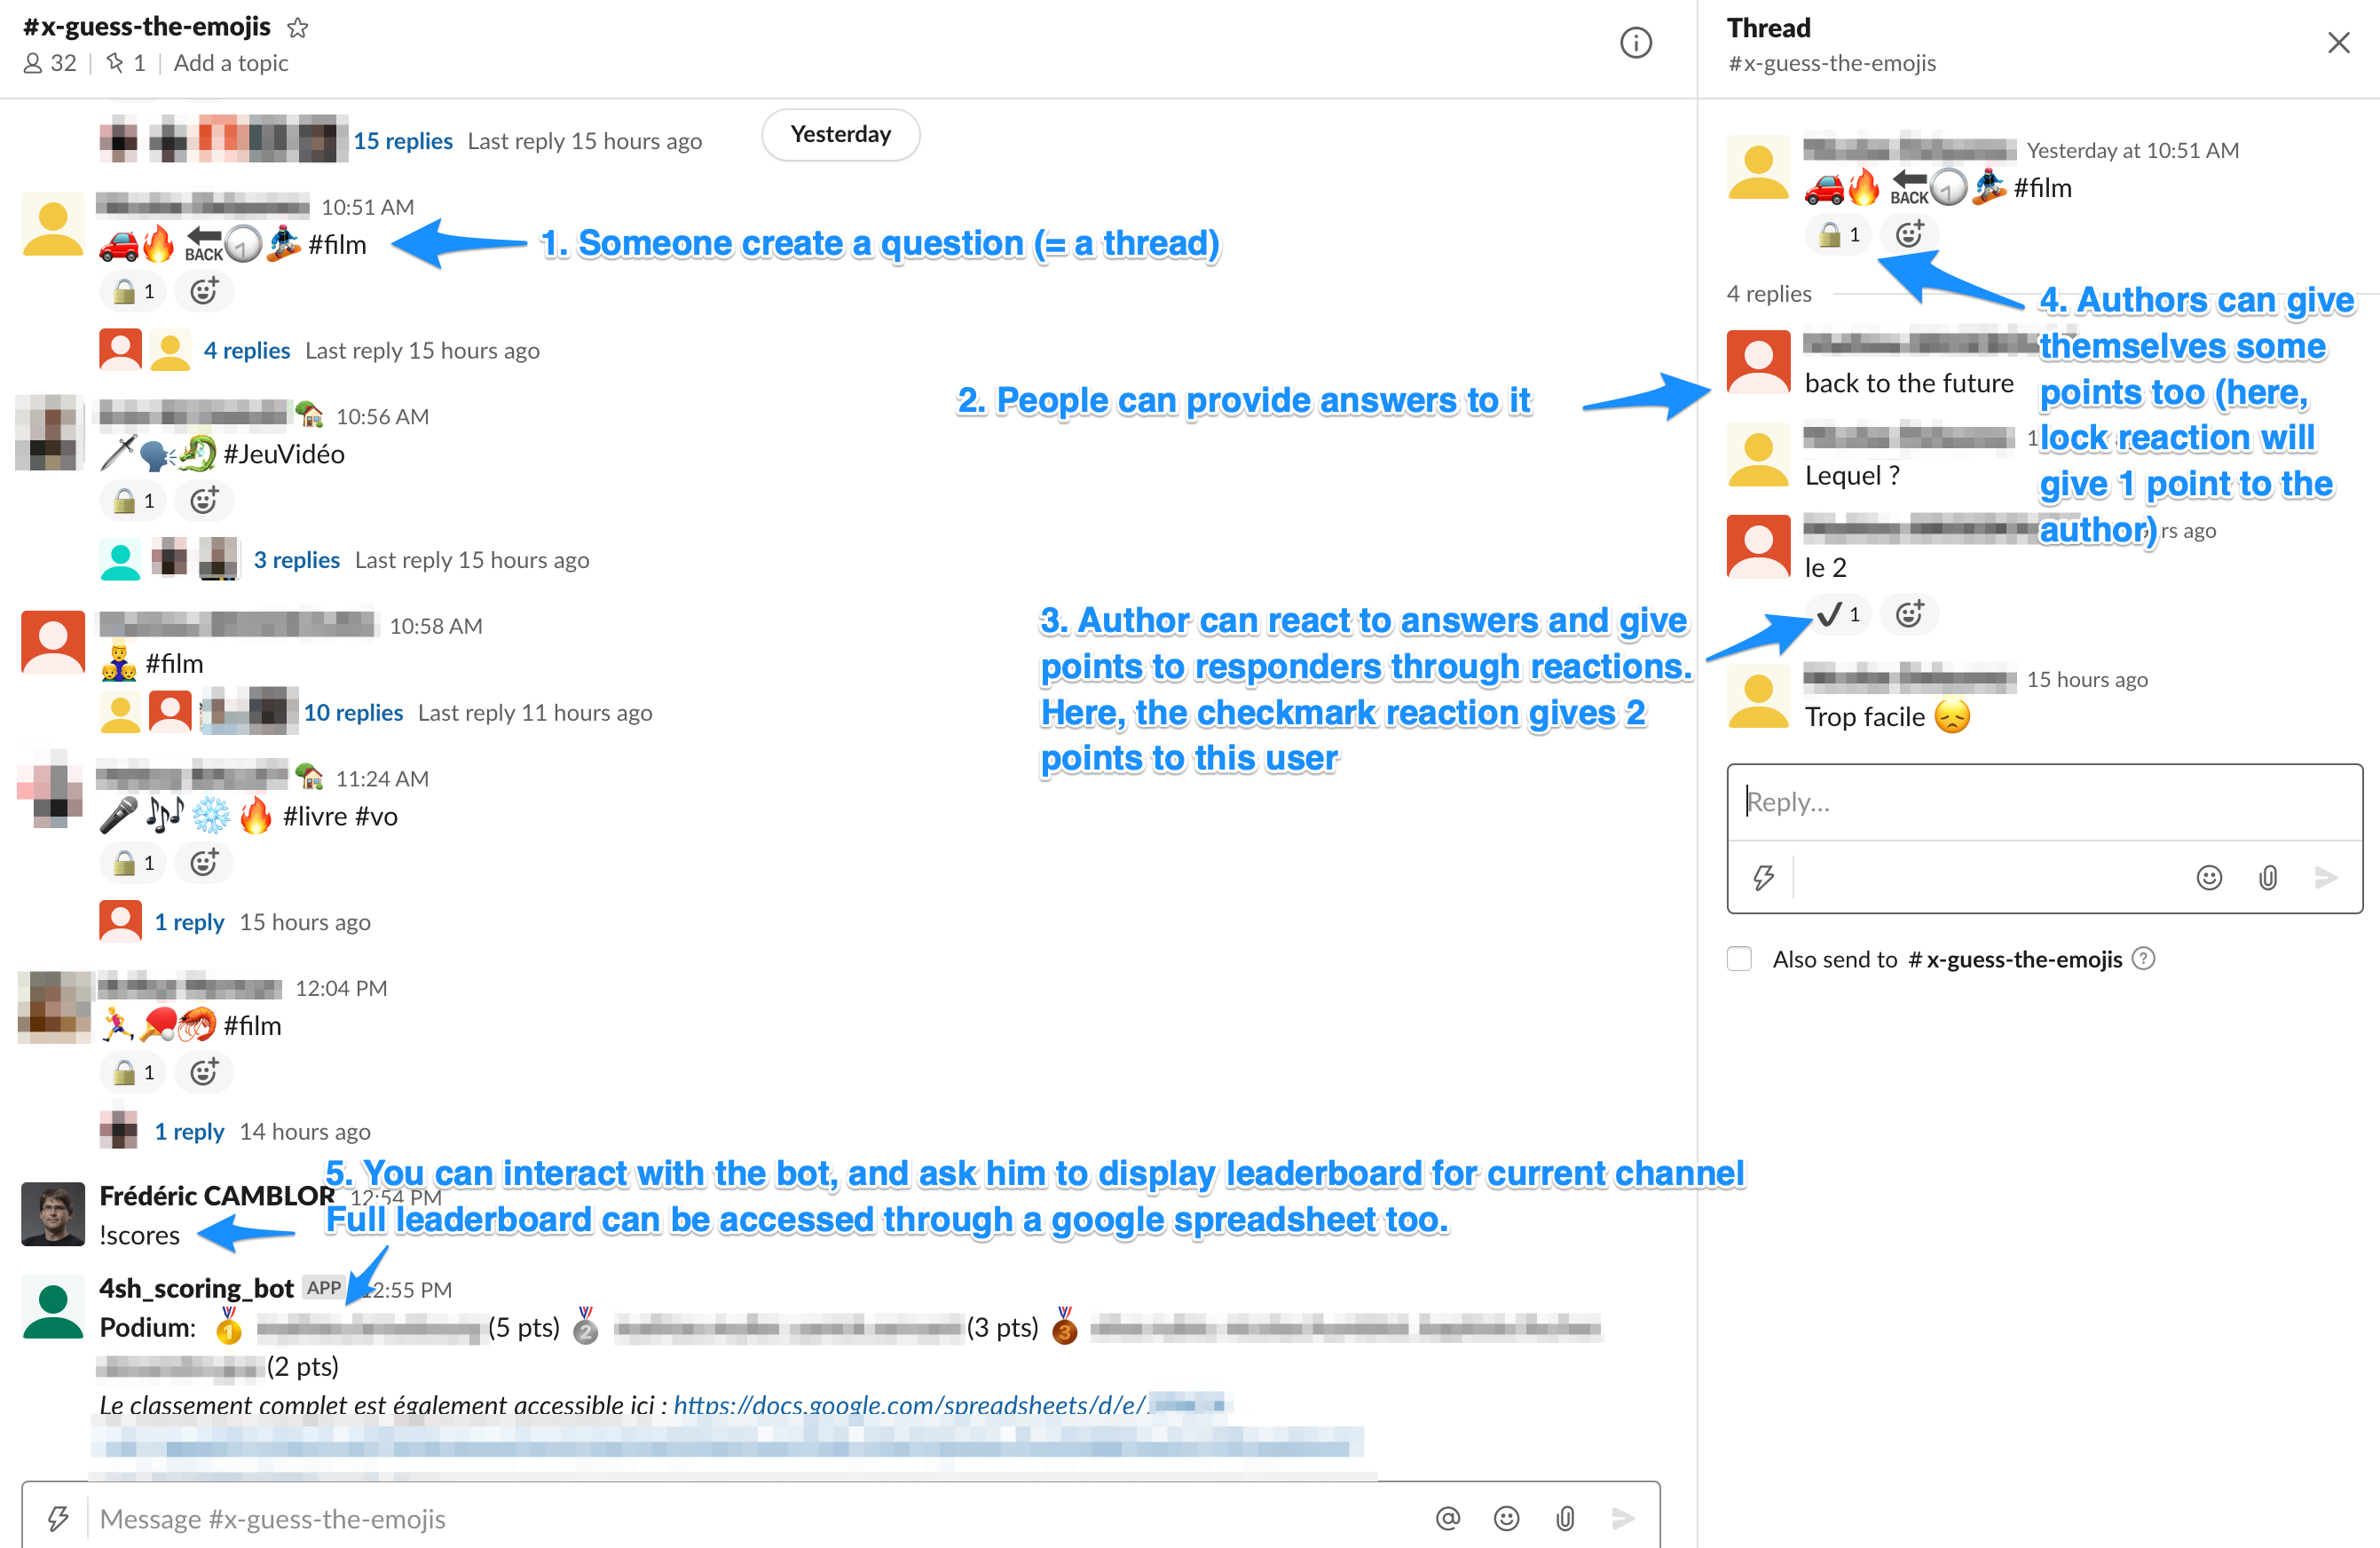 #x-guess-the-emojis
32 | 1 | Add a topic
15 replies Last reply 15 hours ago
Yesterday
10:51 AM
BACK #film
1. Someone create a question (= a thread)
1
4 replies Last reply 15 hours ago
10:56 AM
#JeuVidéo
1
3 replies Last reply 15 hours ago
10:58 AM
#film
10 replies Last reply 11 hours ago
11:24 AM
#livre #vo
1
1 reply 15 hours ago
12:04 PM
#film
1
1 reply 14 hours ago
5. You can interact with the bot, and ask him to display leaderboard for current channel
Full leaderboard can be accessed through a google spreadsheet too.
Frédéric CAMBLOR 12:54 PM
!scores
4sh_scoring_bot APP 12:55 PM
Podium: 1 (5 pts) 2 (3 pts) 3
(2 pts)
Le classement complet est également accessible ici : https://docs.google.com/spreadsheets/d/e/
Message #x-guess-the-emojis
2. People can provide answers to it
3. Author can react to answers and give
points to responders through reactions.
Here, the checkmark reaction gives 2
points to this user
Thread
#x-guess-the-emojis
Yesterday at 10:51 AM
BACK #film
1
4 replies
4. Authors can give
themselves some
points too (here,
lock reaction will
give 1 point to the
author)
back to the future
Lequel ?
rs ago
le 2
1
15 hours ago
Trop facile
Reply...
Also send to # x-guess-the-emojis